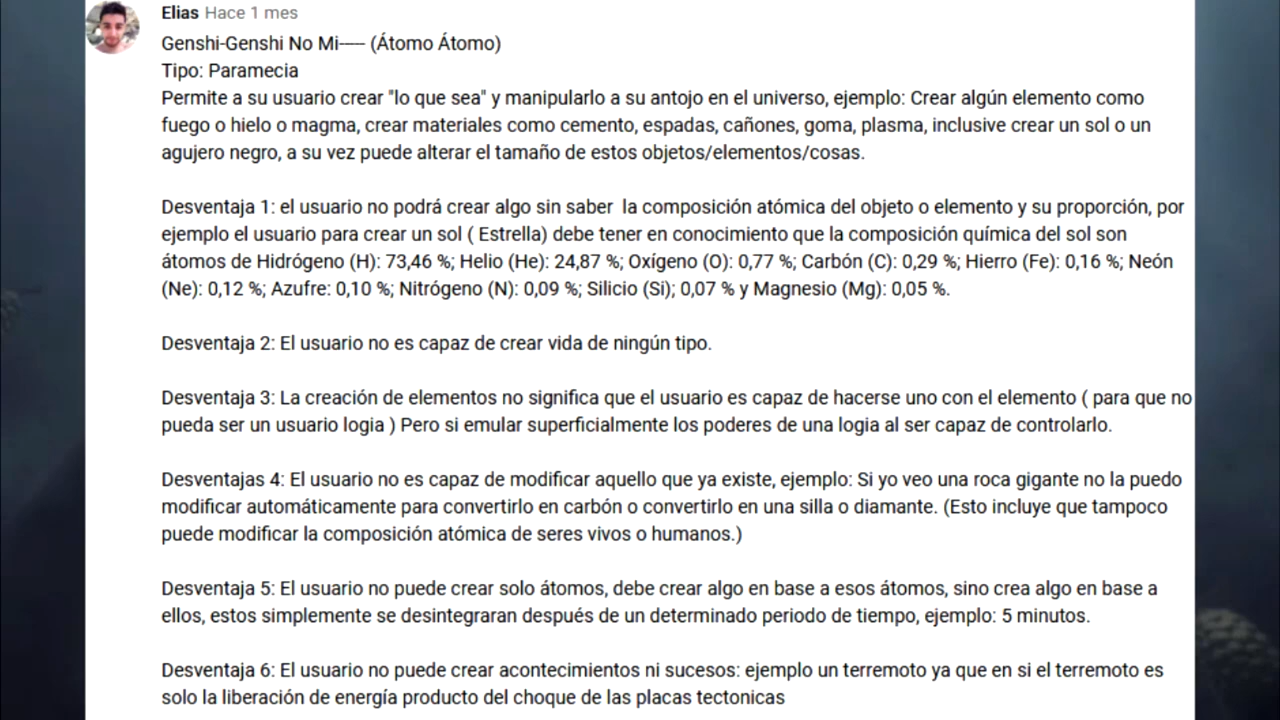 Elias Hace 1 mes
Genshi-Genshi No Mi----- (Átomo Átomo)
Tipo: Paramecia
Permite a su usuario crear "lo que sea" y manipularlo a su antojo en el universo, ejemplo: Crear algún elemento como
fuego o hielo o magma, crear materiales como cemento, espadas, cañones, goma, plasma, inclusive crear un sol o un
agujero negro, a su vez puede alterar el tamaño de estos objetos/elementos/cosas.
Desventaja 1: el usuario no podrá crear algo sin saber  la composición atómica del objeto o elemento y su proporción, por
ejemplo el usuario para crear un sol ( Estrella) debe tener en conocimiento que la composición química del sol son
átomos de Hidrógeno (H): 73,46 %; Helio (He): 24,87 %; Oxígeno (O): 0,77 %; Carbón (C): 0,29 %; Hierro (Fe): 0,16 %; Neón
(Ne): 0,12 %; Azufre: 0,10 %; Nitrógeno (N): 0,09 %; Silicio (Si); 0,07 % y Magnesio (Mg): 0,05 %.
Desventaja 2: El usuario no es capaz de crear vida de ningún tipo.
Desventaja 3: La creación de elementos no significa que el usuario es capaz de hacerse uno con el elemento ( para que no
pueda ser un usuario logia ) Pero si emular superficialmente los poderes de una logia al ser capaz de controlarlo.
Desventajas 4: El usuario no es capaz de modificar aquello que ya existe, ejemplo: Si yo veo una roca gigante no la puedo
modificar automáticamente para convertirlo en carbón o convertirlo en una silla o diamante. (Esto incluye que tampoco
puede modificar la composición atómica de seres vivos o humanos.)
Desventaja 5: El usuario no puede crear solo átomos, debe crear algo en base a esos átomos, sino crea algo en base a
ellos, estos simplemente se desintegraran después de un determinado periodo de tiempo, ejemplo: 5 minutos.
Desventaja 6: El usuario no puede crear acontecimientos ni sucesos: ejemplo un terremoto ya que en si el terremoto es
solo la liberación de energía producto del choque de las placas tectonicas